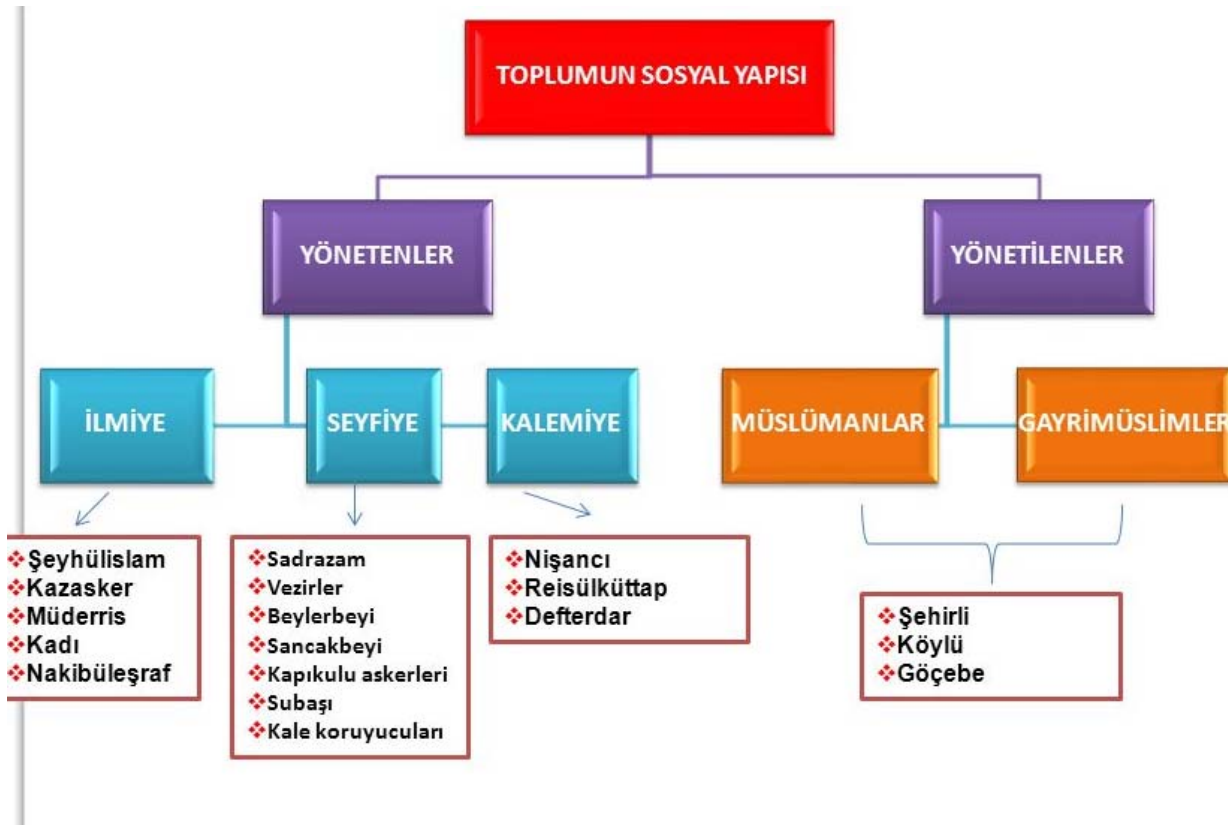 TOPLUMUN SOSYAL YAPISI
YÖNETENLER
YÖNETİLENLER
İLMİYE
SEYFİYE
KALEMİYE
MÜSLÜMANLAR
GAYRİMÜSLİMLER
Şeyhülislam
Kazasker
Müderris
Kadı
Nakibüleşraf
Sadrazam
Vezirler
Beylerbeyi
Sancakbeyi
Kapıkulu askerleri
Subaşı
Kale koruyucuları
Nişancı
Reisülküttap
Defterdar
Şehirli
Köylü
Göçebe